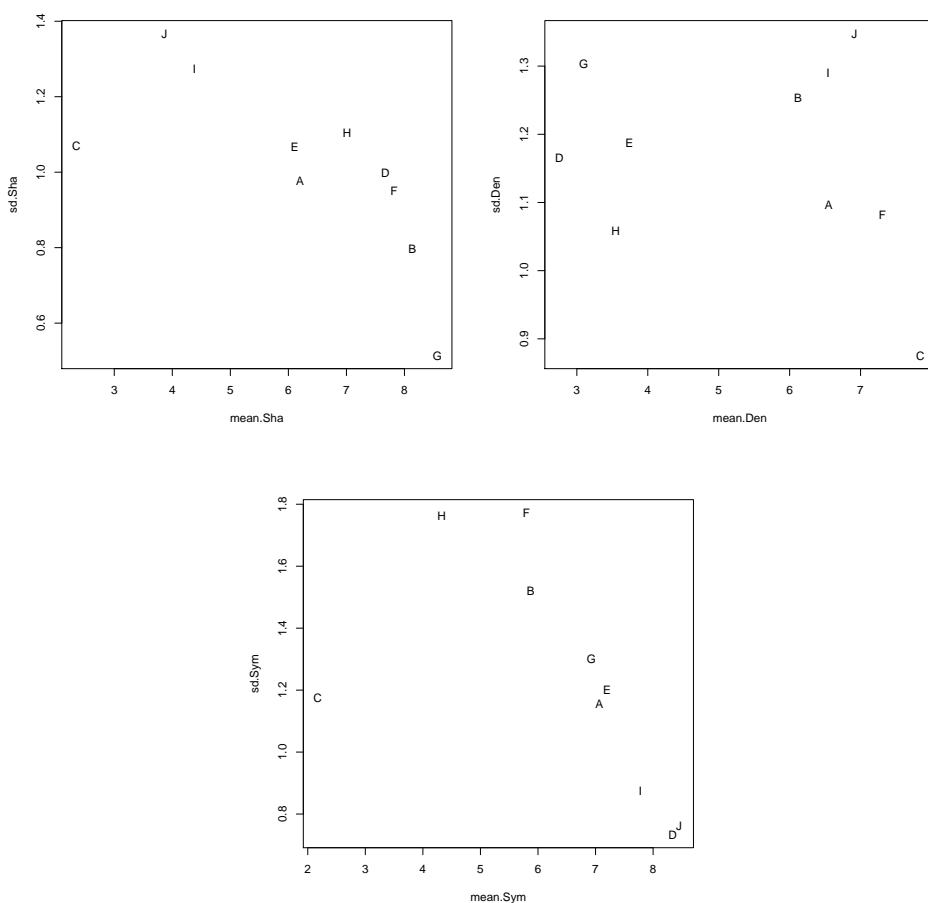 1.4
1.2
1.0
0.8
0.6
sd.Sha
J
I
C
E
H
A
D
F
B
G
3 4 5 6 7 8
mean.Sha
1.3
1.2
1.1
1.0
0.9
sd.Den
J
G
I
B
E
D
A
F
H
C
3 4 5 6 7
mean.Den
1.8
1.6
1.4
1.2
1.0
0.8
sd.Sym
H
F
B
G
E
C
A
I
J
D
2 3 4 5 6 7 8
mean.Sym